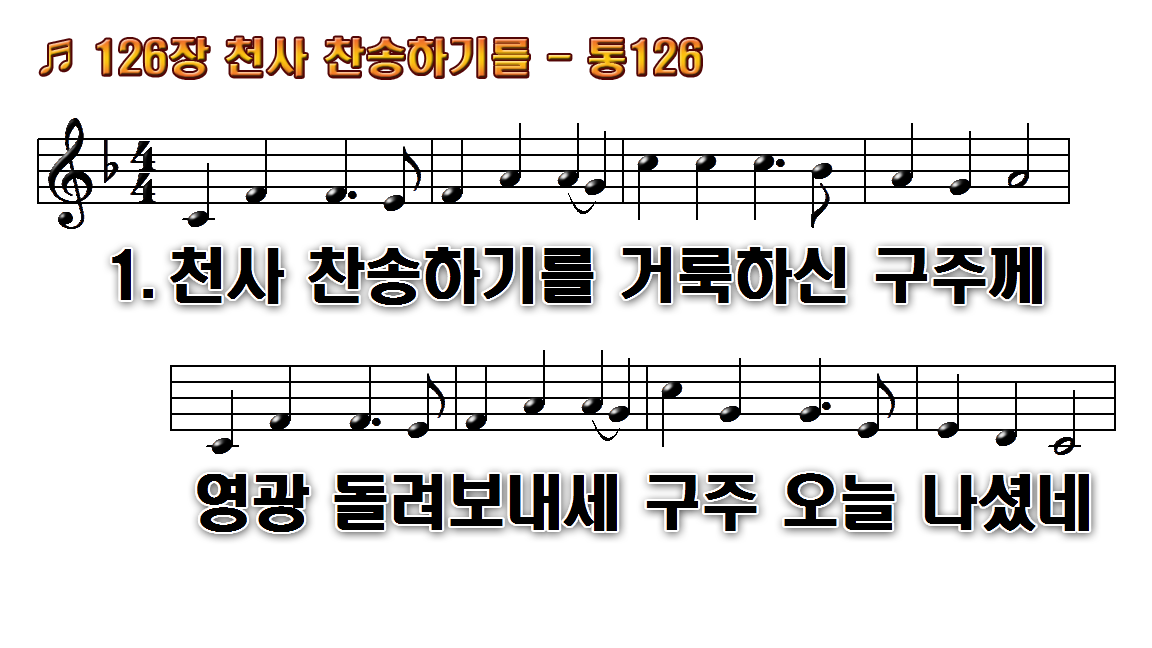 ♬ 126장 천사 찬송하기를 - 통126
4
4
1. 천사 찬송하기를 거룩하신 구주께
영광 돌려보내세 구주 오늘 나셨네